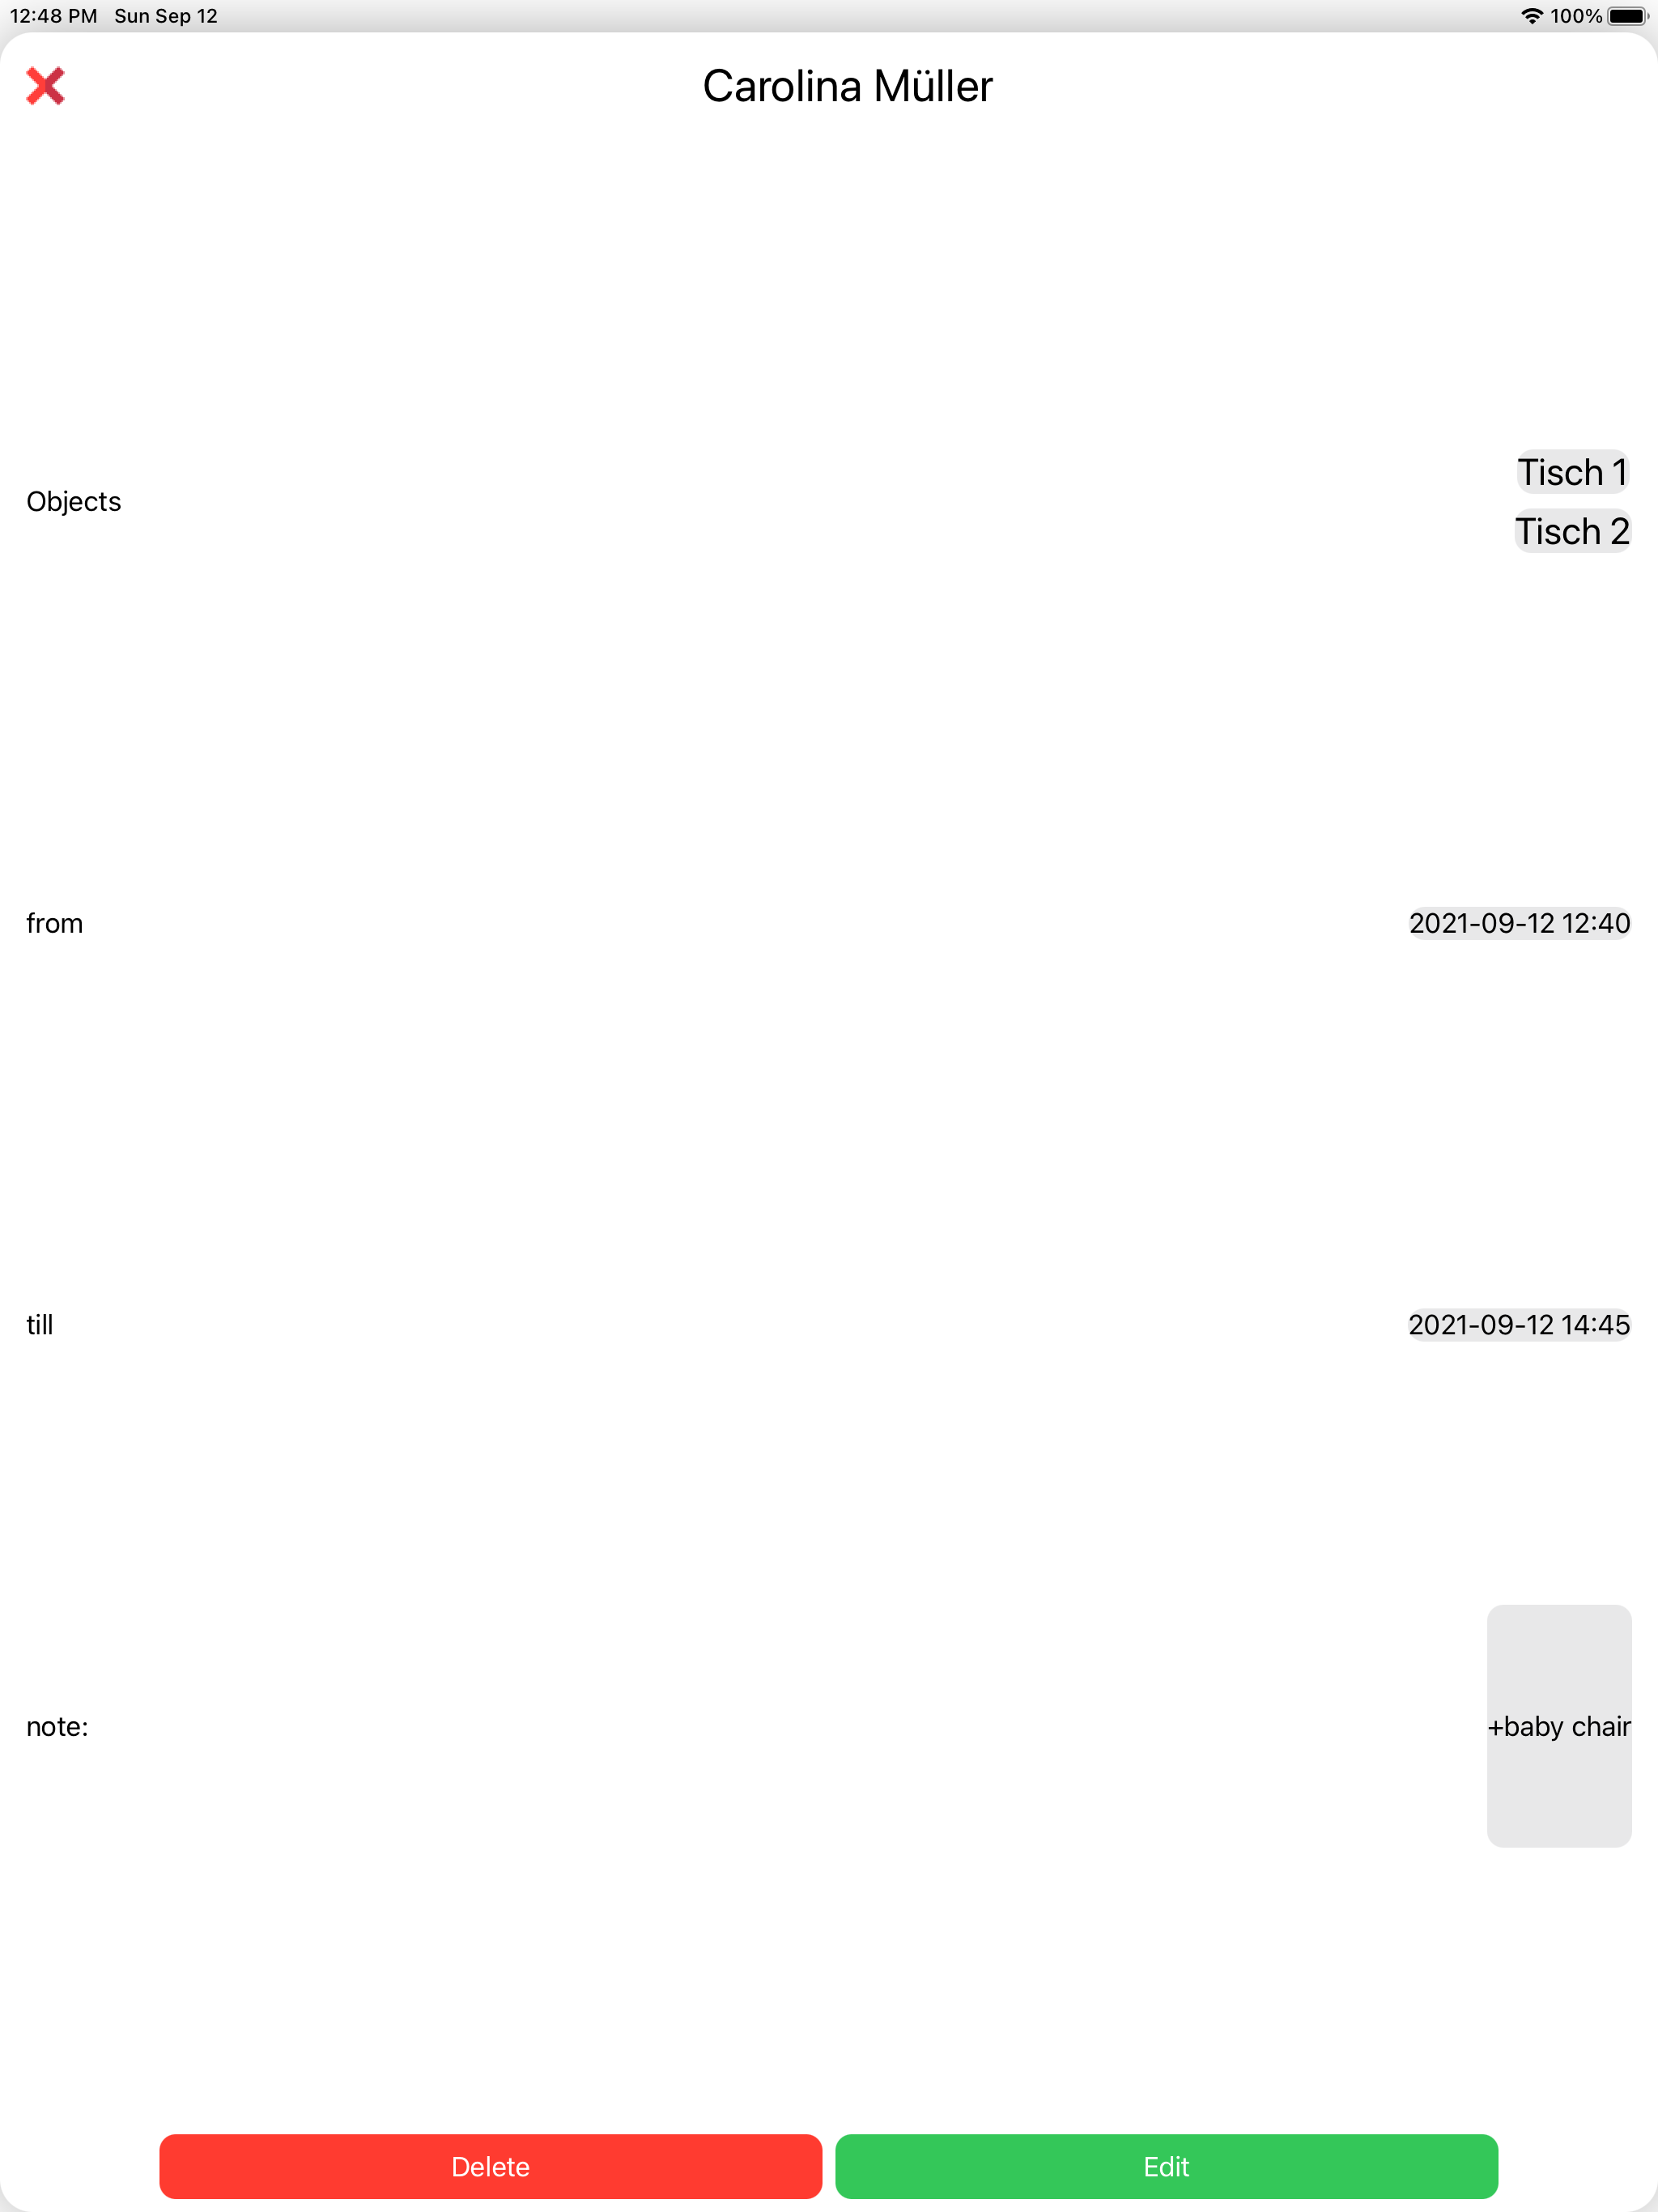 12:48 PM Sun Sep 12 100%
Carolina Müller
Objects
Tisch 1
Tisch 2
from 2021-09-12 12:40
till 2021-09-12 14:45
note: +baby chair
Delete Edit